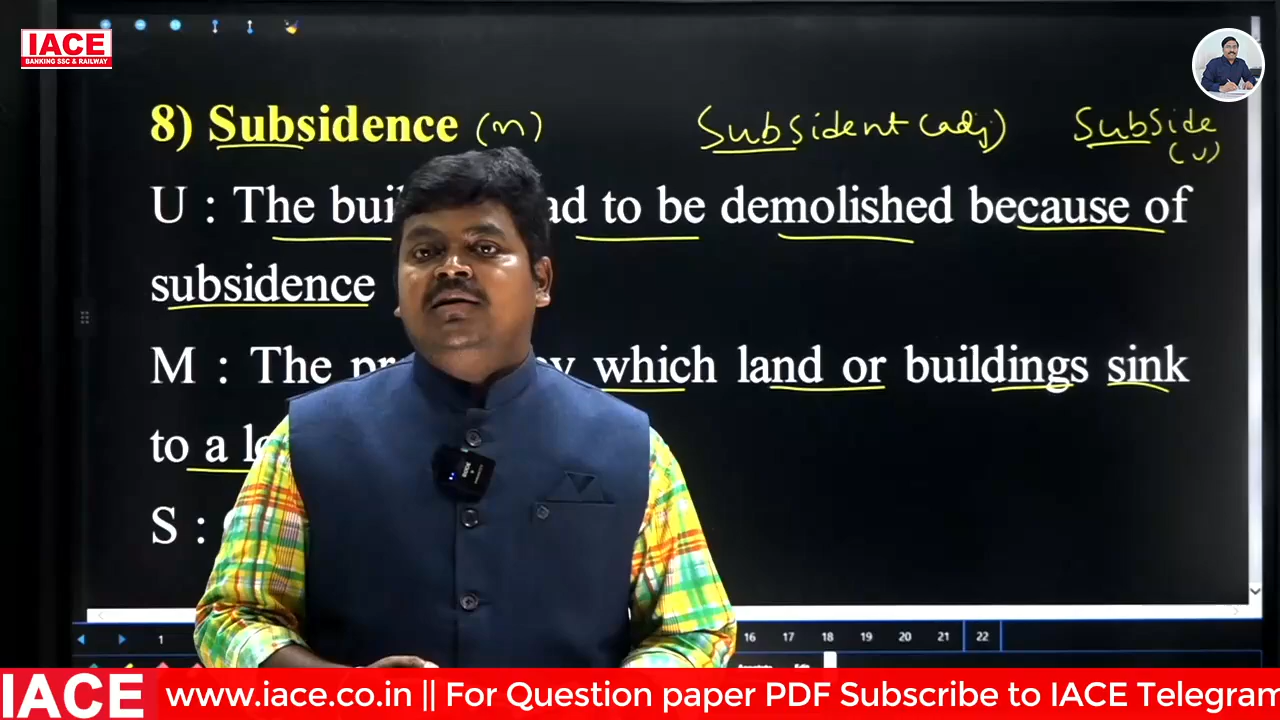 IACE
BANKING SSC & RAILWAY
8) Subsidence (n) Subsident (adj) Subside (v)
U : The bui ad to be demolished because of
subsidence
M : The pr by which land or buildings sink
to a l
S :
1 16 17 18 19 20 21 22
IACE www.iace.co.in || For Question paper PDF Subscribe to IACE Telegram